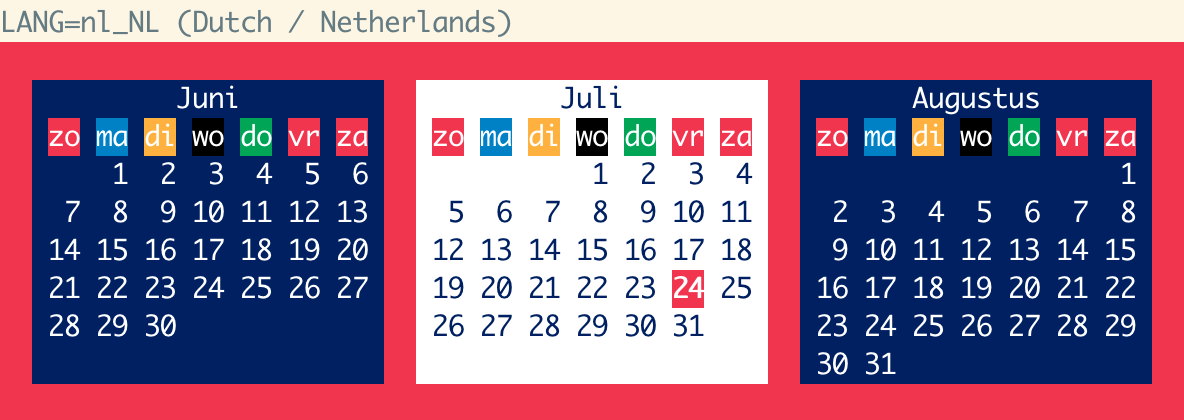 LANG=nl_NL (Dutch / Netherlands)
Juni
zo ma di wo do vr za
1 2 3 4 5 6
7 8 9 10 11 12 13
14 15 16 17 18 19 20
21 22 23 24 25 26 27
28 29 30
Juli
zo ma di wo do vr za
1 2 3 4
5 6 7 8 9 10 11
12 13 14 15 16 17 18
19 20 21 22 23 24 25
26 27 28 29 30 31
Augustus
zo ma di wo do vr za
1
2 3 4 5 6 7 8
9 10 11 12 13 14 15
16 17 18 19 20 21 22
23 24 25 26 27 28 29
30 31